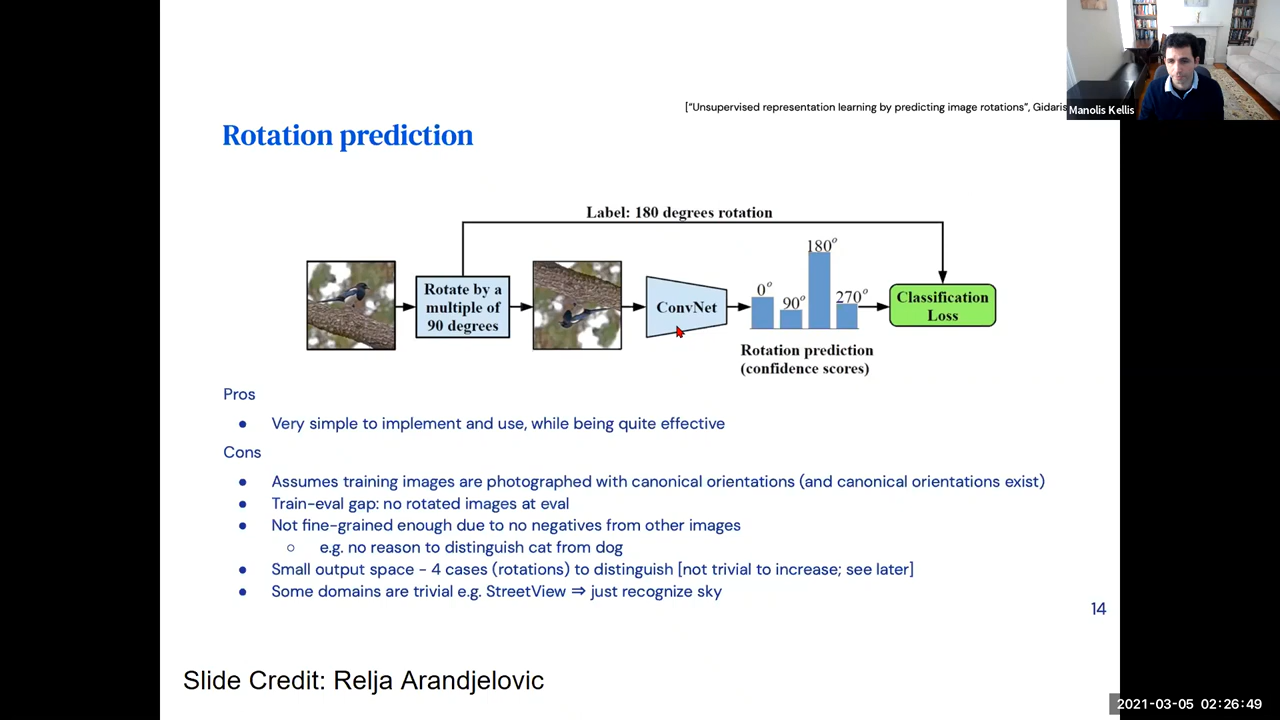 ["Unsupervised representation learning by predicting image rotations", Gidaris
Manolis Kellis
Rotation prediction
Label: 180 degrees rotation
Rotate by a
multiple of
90 degrees
ConvNet
0°
90°
180°
270°
Rotation prediction
(confidence scores)
Classification
Loss
Pros
● Very simple to implement and use, while being quite effective
Cons
● Assumes training images are photographed with canonical orientations (and canonical orientations exist)
● Train-eval gap: no rotated images at eval
● Not fine-grained enough due to no negatives from other images
○ e.g. no reason to distinguish cat from dog
● Small output space - 4 cases (rotations) to distinguish [not trivial to increase; see later]
● Some domains are trivial e.g. StreetView ⇒ just recognize sky
14
Slide Credit: Relja Arandjelovic
2021-03-05 02:26:49